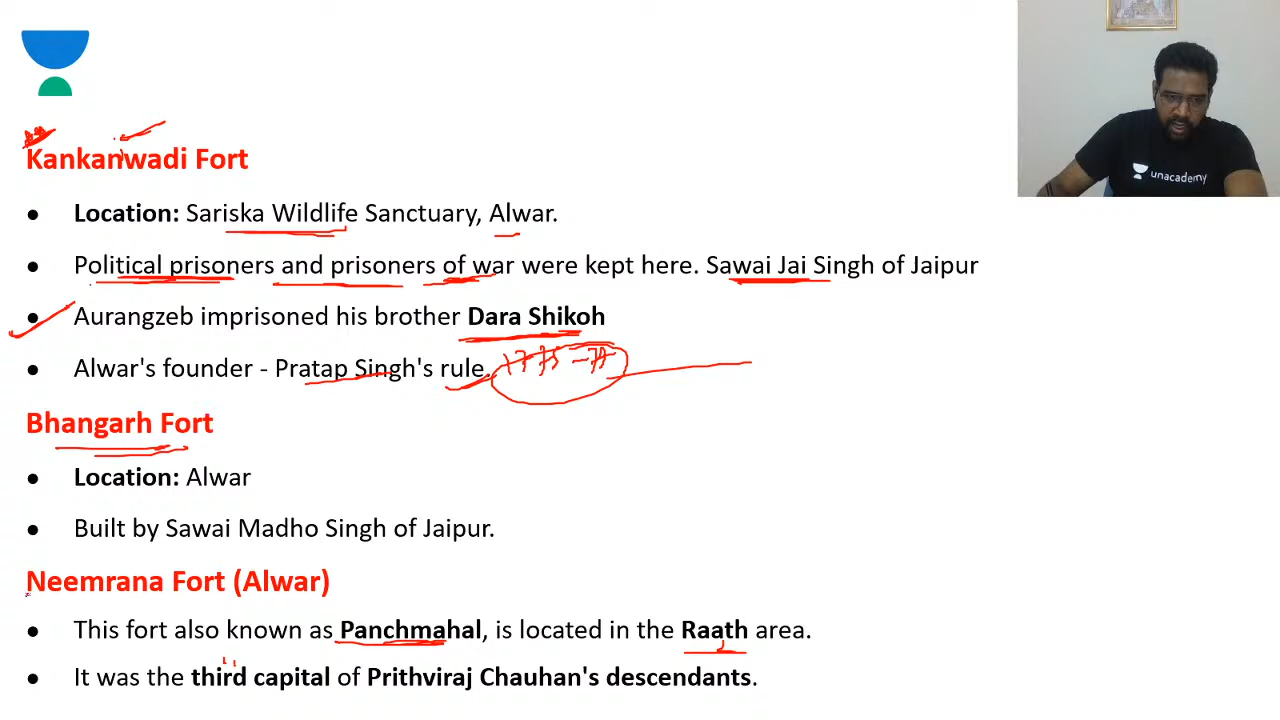 unacademy
Kankanwadi Fort
● Location: Sariska Wildlife Sanctuary, Alwar.
● Political prisoners and prisoners of war were kept here. Sawai Jai Singh of Jaipur
● Aurangzeb imprisoned his brother Dara Shikoh
● Alwar's founder - Pratap Singh's rule.
Bhangarh Fort
● Location: Alwar
● Built by Sawai Madho Singh of Jaipur.
Neemrana Fort (Alwar)
● This fort also known as Panchmahal, is located in the Raath area.
● It was the third capital of Prithviraj Chauhan's descendants.